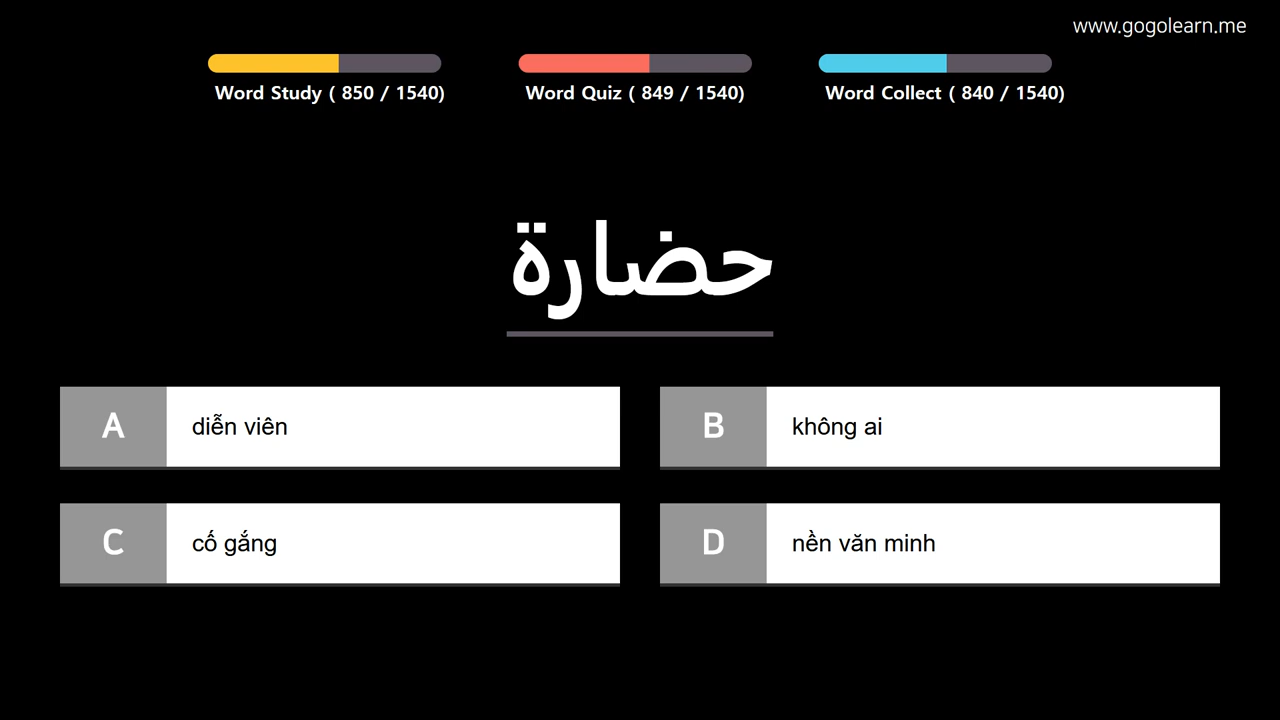 www.gogolearn.me
Word Study ( 850 / 1540)
Word Quiz ( 849 / 1540)
Word Collect ( 840 / 1540)
حضارة
A diễn viên
B không ai
C cố gắng
D nền văn minh